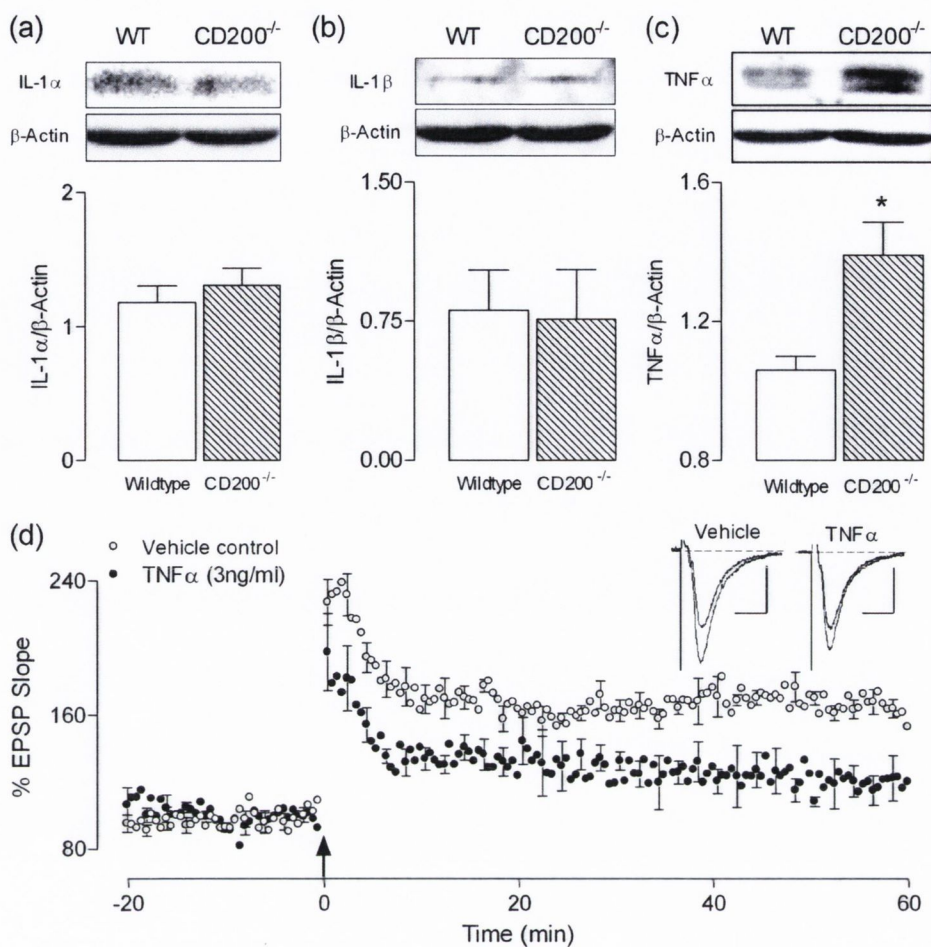 (a)
WT CD200-/-
IL-1α
β-Actin
2
1
0
IL-1α/β-Actin
Wildtype CD200-/-
(b)
WT CD200-/-
IL-1β
β-Actin
1.50
0.75
0.00
IL-1β/β-Actin
Wildtype CD200-/-
(c)
WT CD200-/-
TNFα
β-Actin
1.6
1.2
0.8
TNFα/β-Actin
*
Wildtype CD200-/-
(d)
Vehicle control
TNFα (3ng/ml)
Vehicle TNFα
240
160
80
% EPSP Slope
-20 0 20 40 60
Time (min)